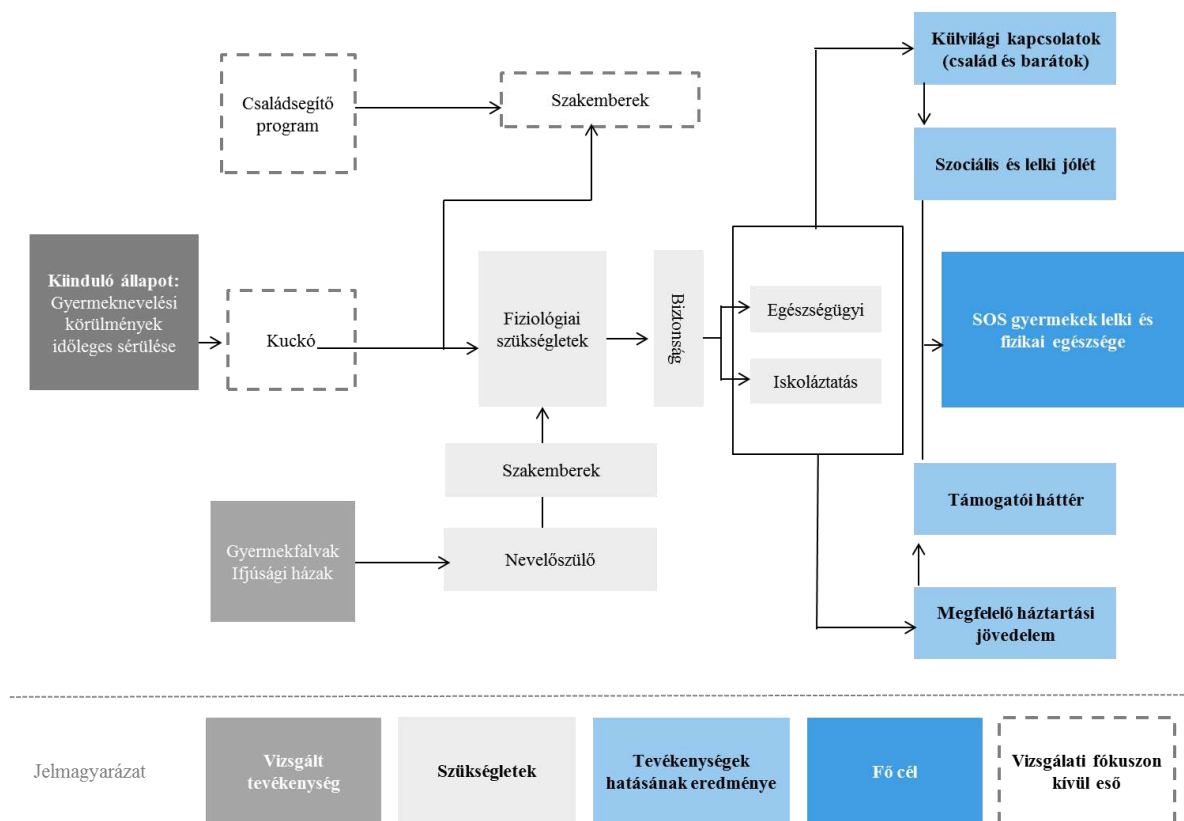 Külvilági kapcsolatok
(család és barátok)
Családsegítő
program
Szakemberek
Szociális és lelki jólét
Kiinduló állapot:
Gyermeknevelési
körülmények
időleges sérülése
Kuckó
Fiziológiai
szükségletek
Biztonság
Egészségügyi
Iskoláztatás
SOS gyermekek lelki és
fizikai egészsége
Szakemberek
Támogatói háttér
Gyermekfalvak
Ifjúsági házak
Nevelőszülő
Megfelelő háztartási
jövedelem
Jelmagyarázat
Vizsgált
tevékenység
Szükségletek
Tevékenységek
hatásának eredménye
Fő cél
Vizsgálati fókuszon
kívül eső